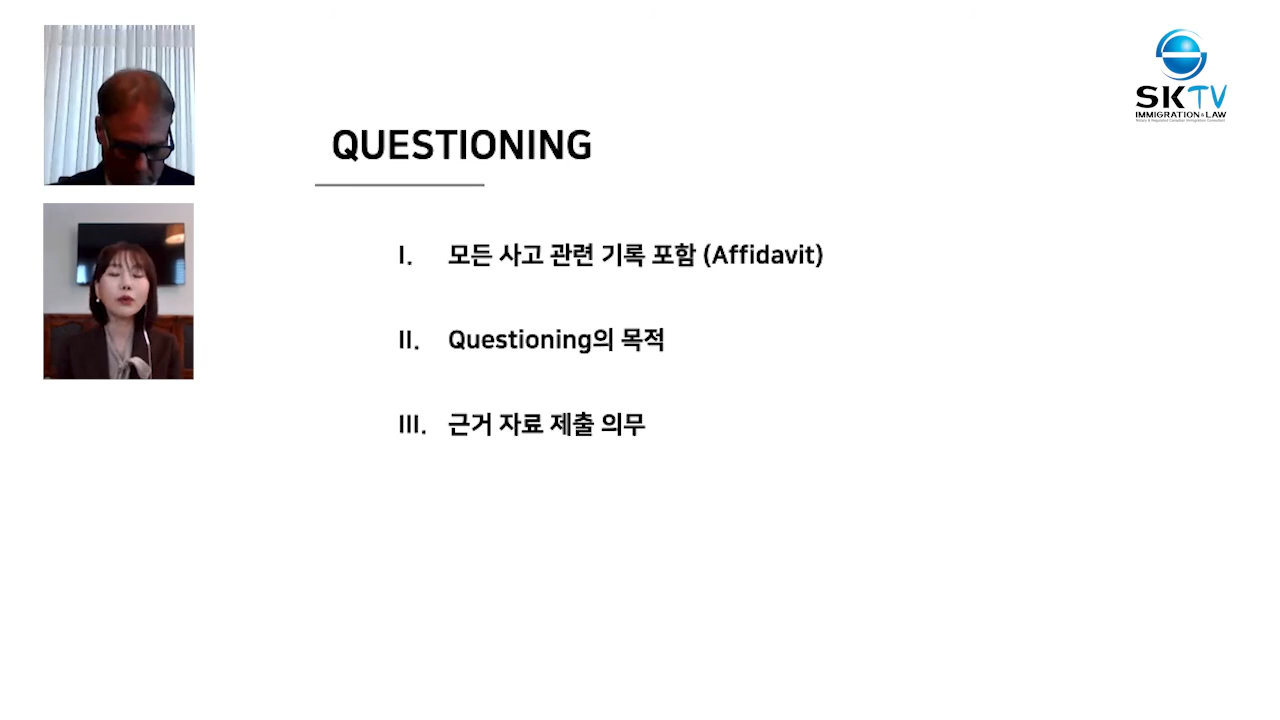 SKTV
IMMIGRATION & LAW
QUESTIONING
I. 모든 사고 관련 기록 포함 (Affidavit)
II. Questioning의 목적
III. 근거 자료 제출 의무